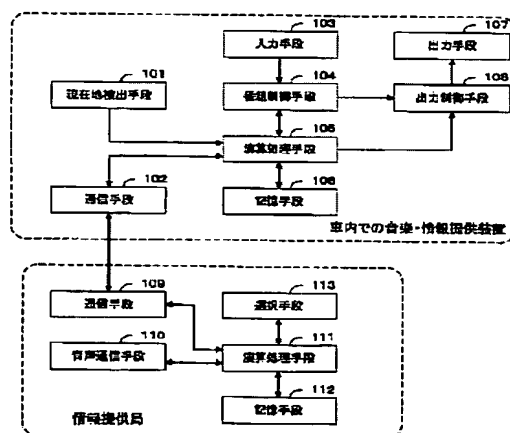 103
入力手段
107
出力手段
101
現在地検出手段
104
番組制御手段
108
出力制御手段
105
演算処理手段
102
通信手段
106
記憶手段
車内での音楽・情報提供装置
109
通信手段
113
選択手段
110
音声通信手段
111
演算処理手段
112
記憶手段
情報提供局